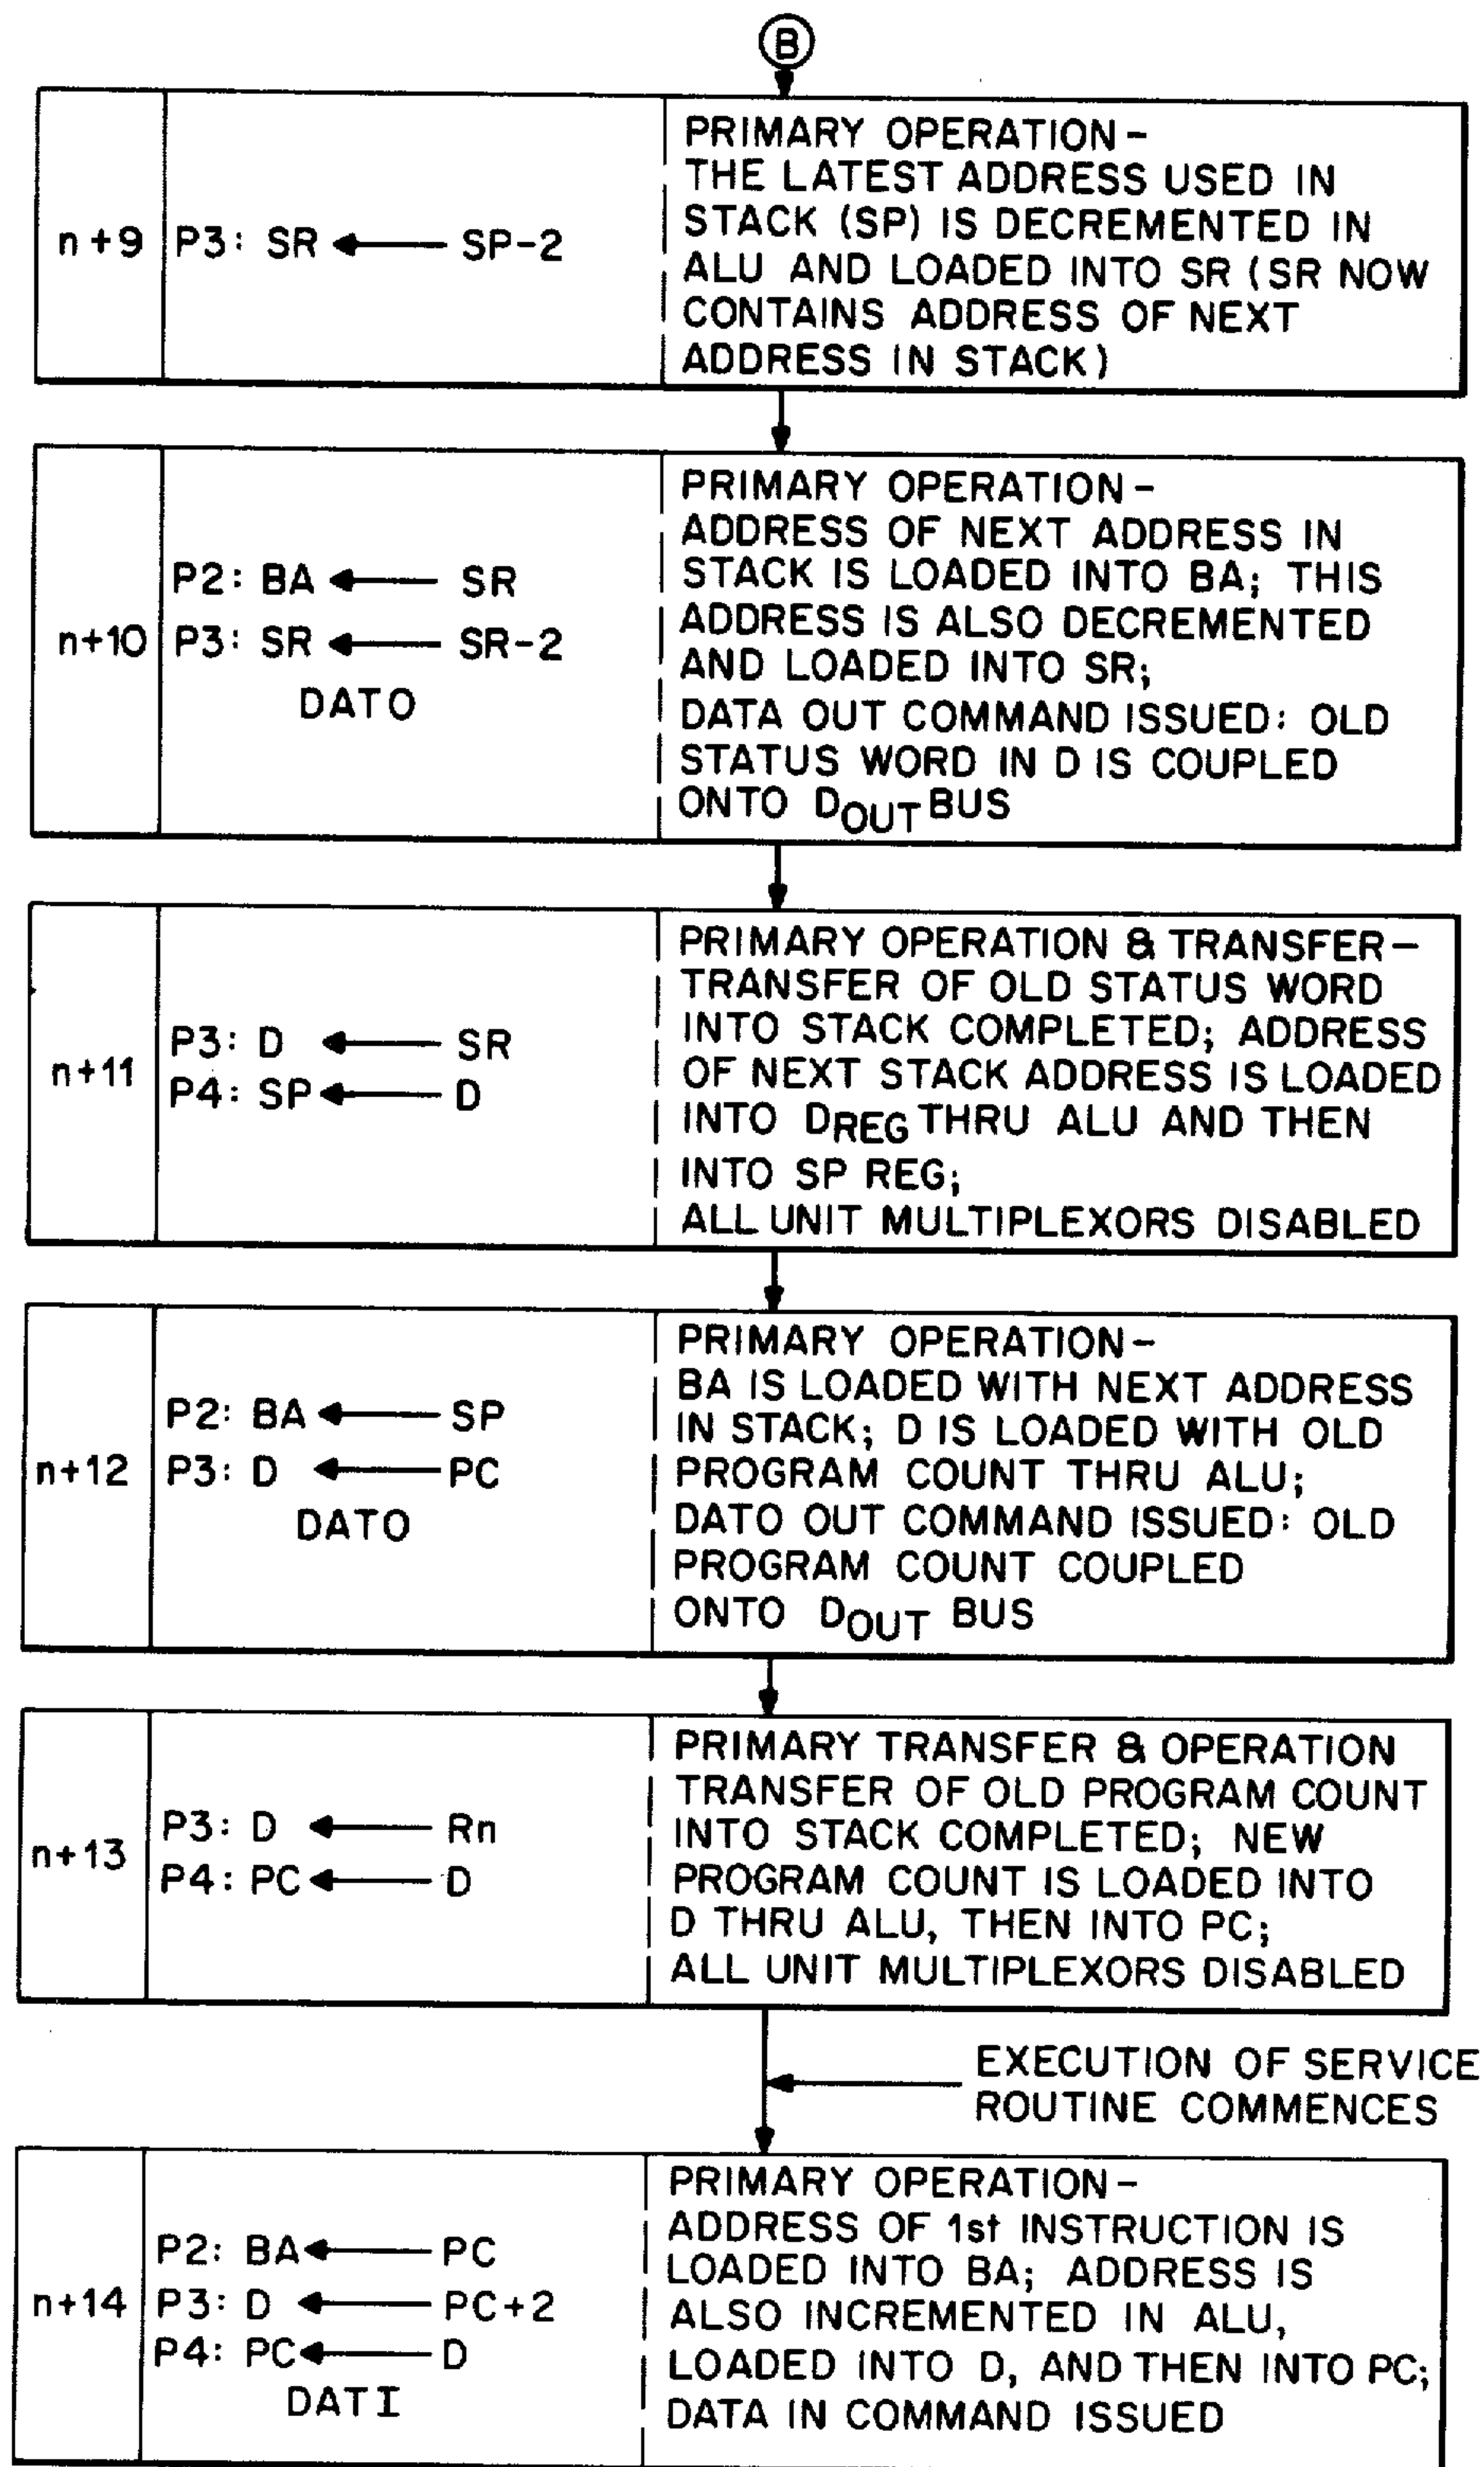 B
n+9
P3: SR ← SP-2
PRIMARY OPERATION-
THE LATEST ADDRESS USED IN
STACK (SP) IS DECREMENTED IN
ALU AND LOADED INTO SR (SR NOW
CONTAINS ADDRESS OF NEXT
ADDRESS IN STACK)
n+10
P2: BA ← SR
P3: SR ← SR-2
DATO
PRIMARY OPERATION-
ADDRESS OF NEXT ADDRESS IN
STACK IS LOADED INTO BA; THIS
ADDRESS IS ALSO DECREMENTED
AND LOADED INTO SR;
DATA OUT COMMAND ISSUED: OLD
STATUS WORD IN D IS COUPLED
ONTO DOUT BUS
n+11
P3: D ← SR
P4: SP ← D
PRIMARY OPERATION & TRANSFER-
TRANSFER OF OLD STATUS WORD
INTO STACK COMPLETED; ADDRESS
OF NEXT STACK ADDRESS IS LOADED
INTO DREG THRU ALU AND THEN
INTO SP REG;
ALL UNIT MULTIPLEXORS DISABLED
n+12
P2: BA ← SP
P3: D ← PC
DATO
PRIMARY OPERATION-
BA IS LOADED WITH NEXT ADDRESS
IN STACK; D IS LOADED WITH OLD
PROGRAM COUNT THRU ALU;
DATO OUT COMMAND ISSUED: OLD
PROGRAM COUNT COUPLED
ONTO DOUT BUS
n+13
P3: D ← Rn
P4: PC ← D
PRIMARY TRANSFER & OPERATION
TRANSFER OF OLD PROGRAM COUNT
INTO STACK COMPLETED; NEW
PROGRAM COUNT IS LOADED INTO
D THRU ALU, THEN INTO PC;
ALL UNIT MULTIPLEXORS DISABLED
EXECUTION OF SERVICE
ROUTINE COMMENCES
n+14
P2: BA ← PC
P3: D ← PC+2
P4: PC ← D
DATI
PRIMARY OPERATION-
ADDRESS OF 1st INSTRUCTION IS
LOADED INTO BA; ADDRESS IS
ALSO INCREMENTED IN ALU,
LOADED INTO D, AND THEN INTO PC;
DATA IN COMMAND ISSUED